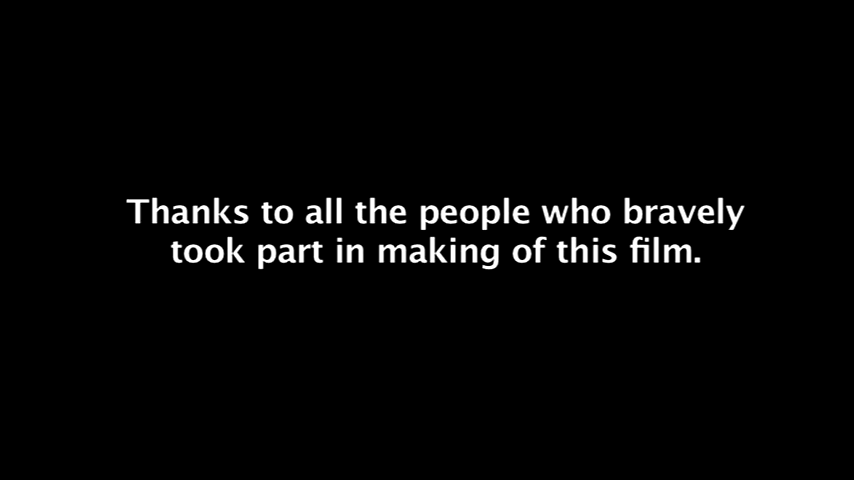 Thanks to all the people who bravely
took part in making of this film.